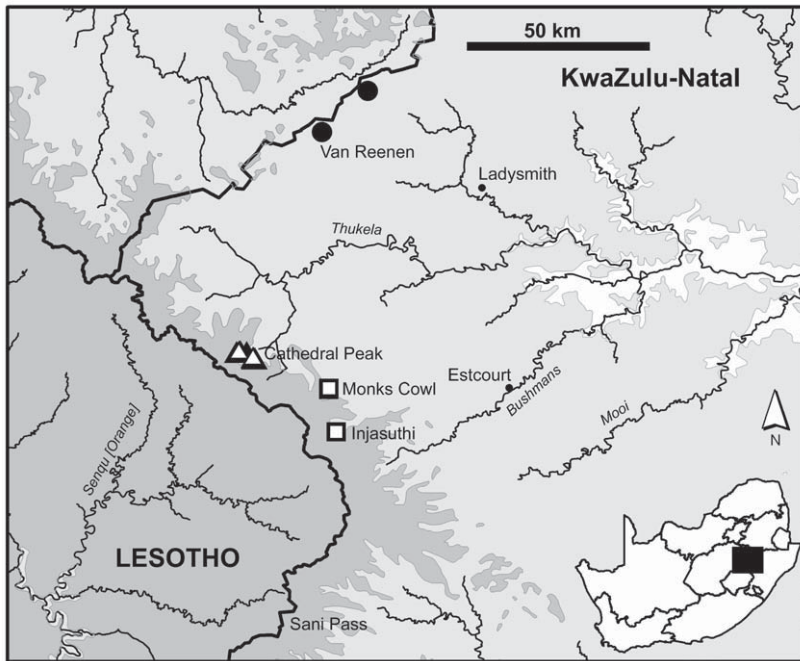 50 km
KwaZulu-Natal
Van Reenen
Ladysmith
Thukela
Cathedral Peak
Monks Cowl
Estcourt
Bushmans
Mooi
Injasuthi
N
Senqu [Orange]
LESOTHO
Sani Pass